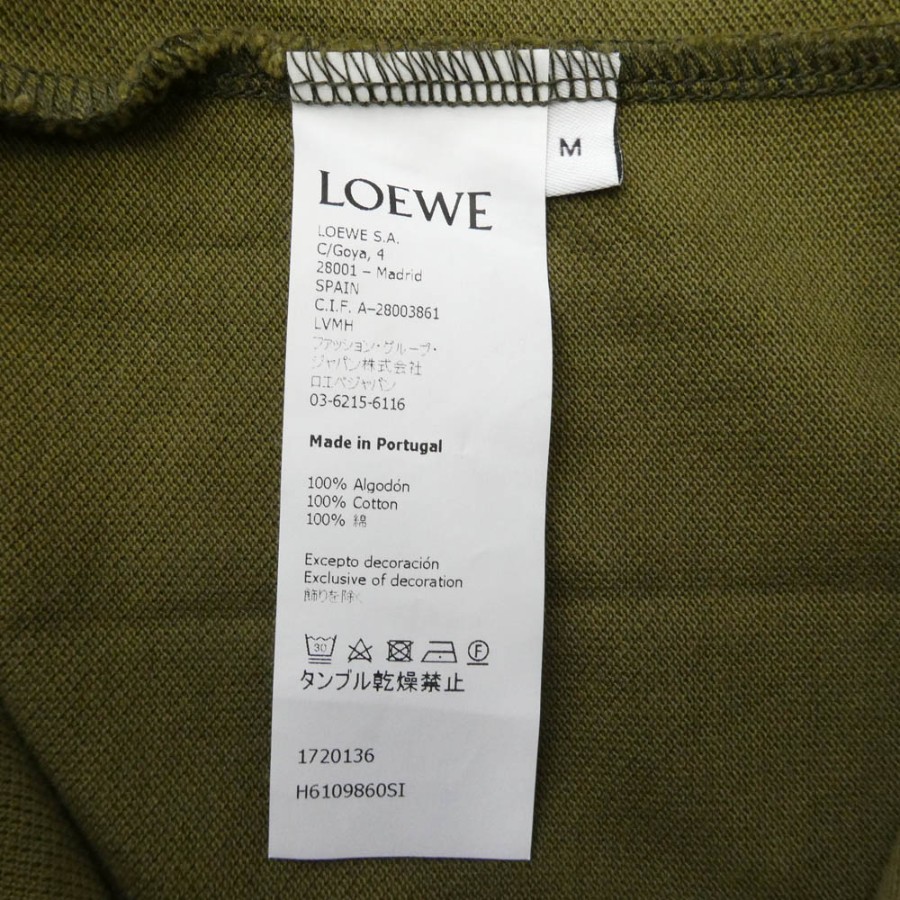 M
LOEWE
LOEWE S.A.
C/Goya, 4
28001 – Madrid
SPAIN
C.I.F. A–28003861
LVMH
ファッション・グループ・
ジャパン株式会社
ロエベジャパン
03-6215-6116
Made in Portugal
100% Algodón
100% Cotton
100% 綿
Excepto decoración
Exclusive of decoration
飾りを除く
30
F
タンブル乾燥禁止
1720136
H6109860SI